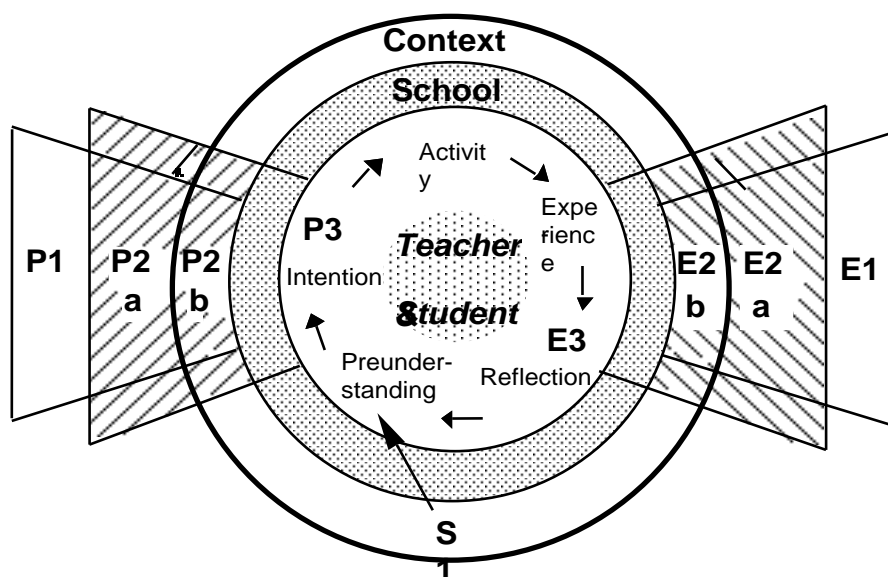 Context
School
Activit
y
Expe
rienc
e
P3
Teacher
&
Student
P1
P2
a
P2
b
E2
b
E2
a
E1
Intention
E3
Preunder-
standing
Reflection
S
1